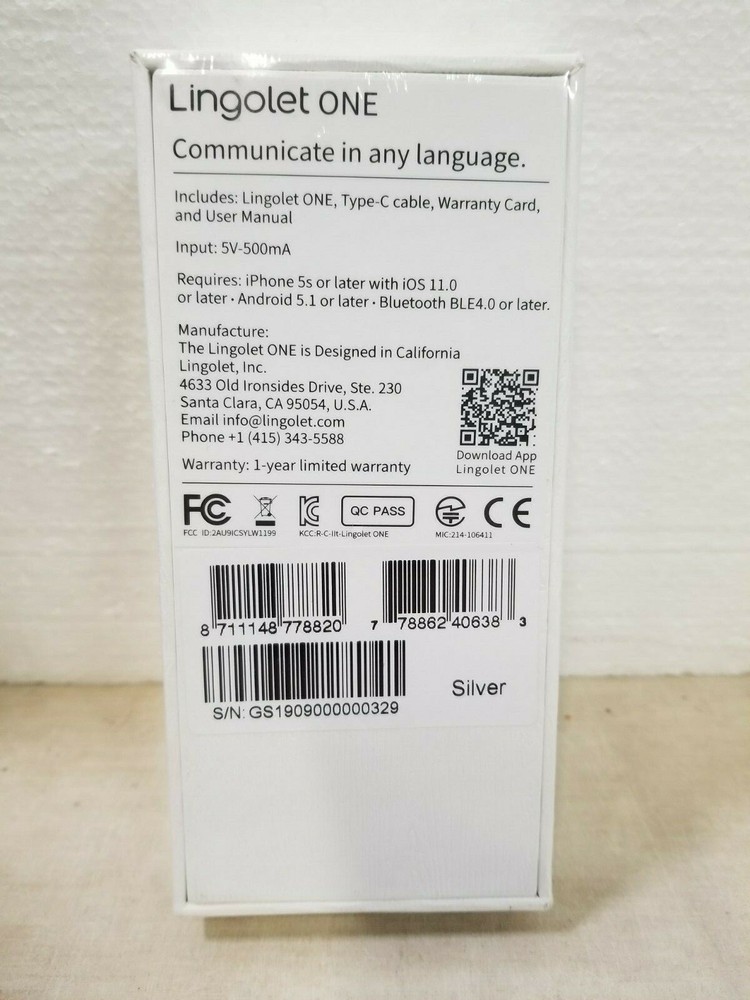 Lingolet ONE
Communicate in any language.
Includes: Lingolet ONE, Type-C cable, Warranty Card,
and User Manual
Input: 5V-500mA
Requires: iPhone 5s or later with iOS 11.0
or later · Android 5.1 or later · Bluetooth BLE4.0 or later.
Manufacture:
The Lingolet ONE is Designed in California
Lingolet, Inc.
4633 Old Ironsides Drive, Ste. 230
Santa Clara, CA 95054, U.S.A.
Email info@lingolet.com
Phone +1 (415) 343-5588
Warranty: 1-year limited warranty
Download App
Lingolet ONE
FC
QC PASS
CE
FCC ID:2AU9ICSYLW1199
KCC:R-C-IIt-Lingolet ONE
MIC:214-106411
8 711148 778820
7 78862 40638 3
S/N: GS1909000000329
Silver